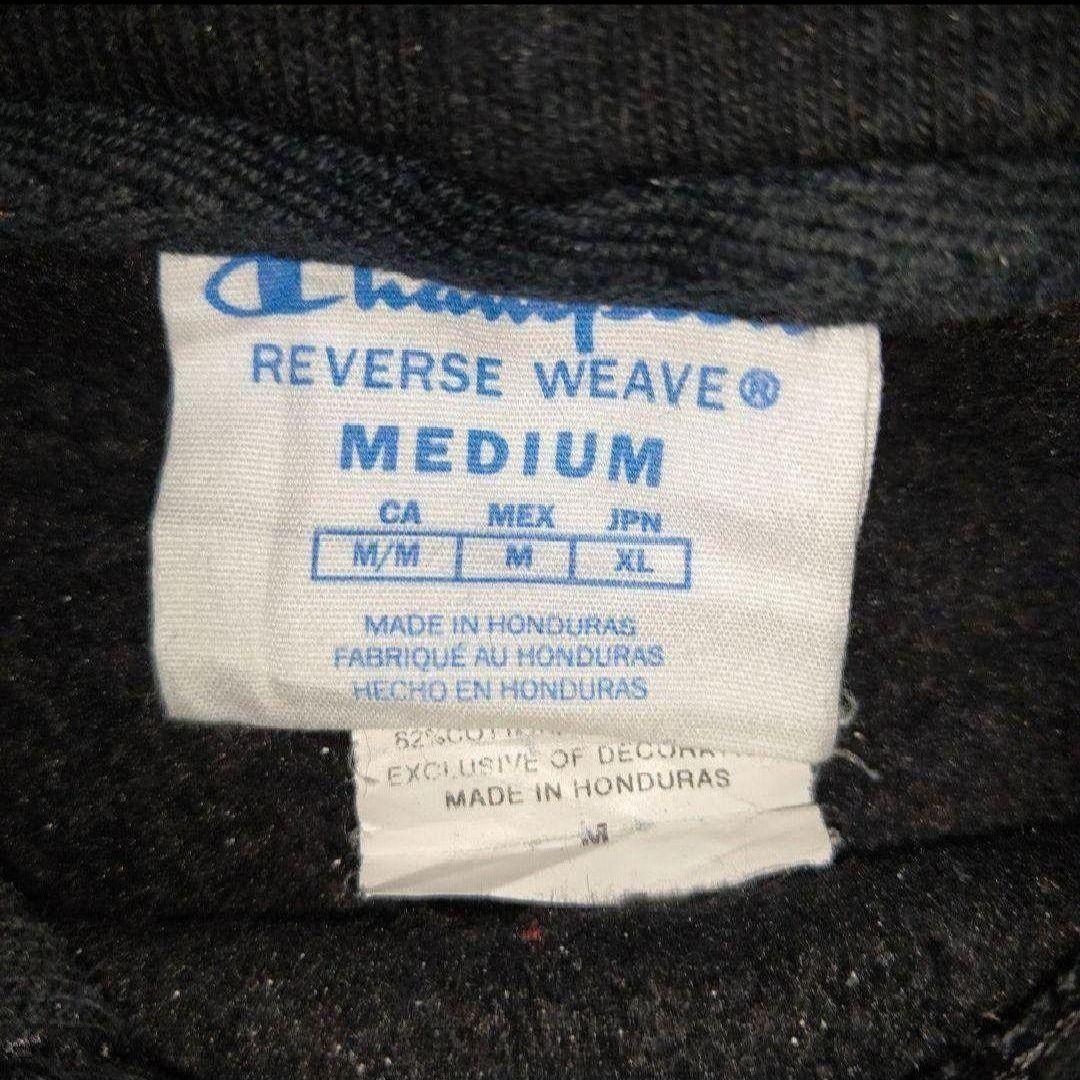 Champion
REVERSE WEAVE®
MEDIUM
CA MEX JPN
M/M M XL
MADE IN HONDURAS
FABRIQUÉ AU HONDURAS
HECHO EN HONDURAS
EXCLUSIVE OF
MADE IN HONDURAS
M